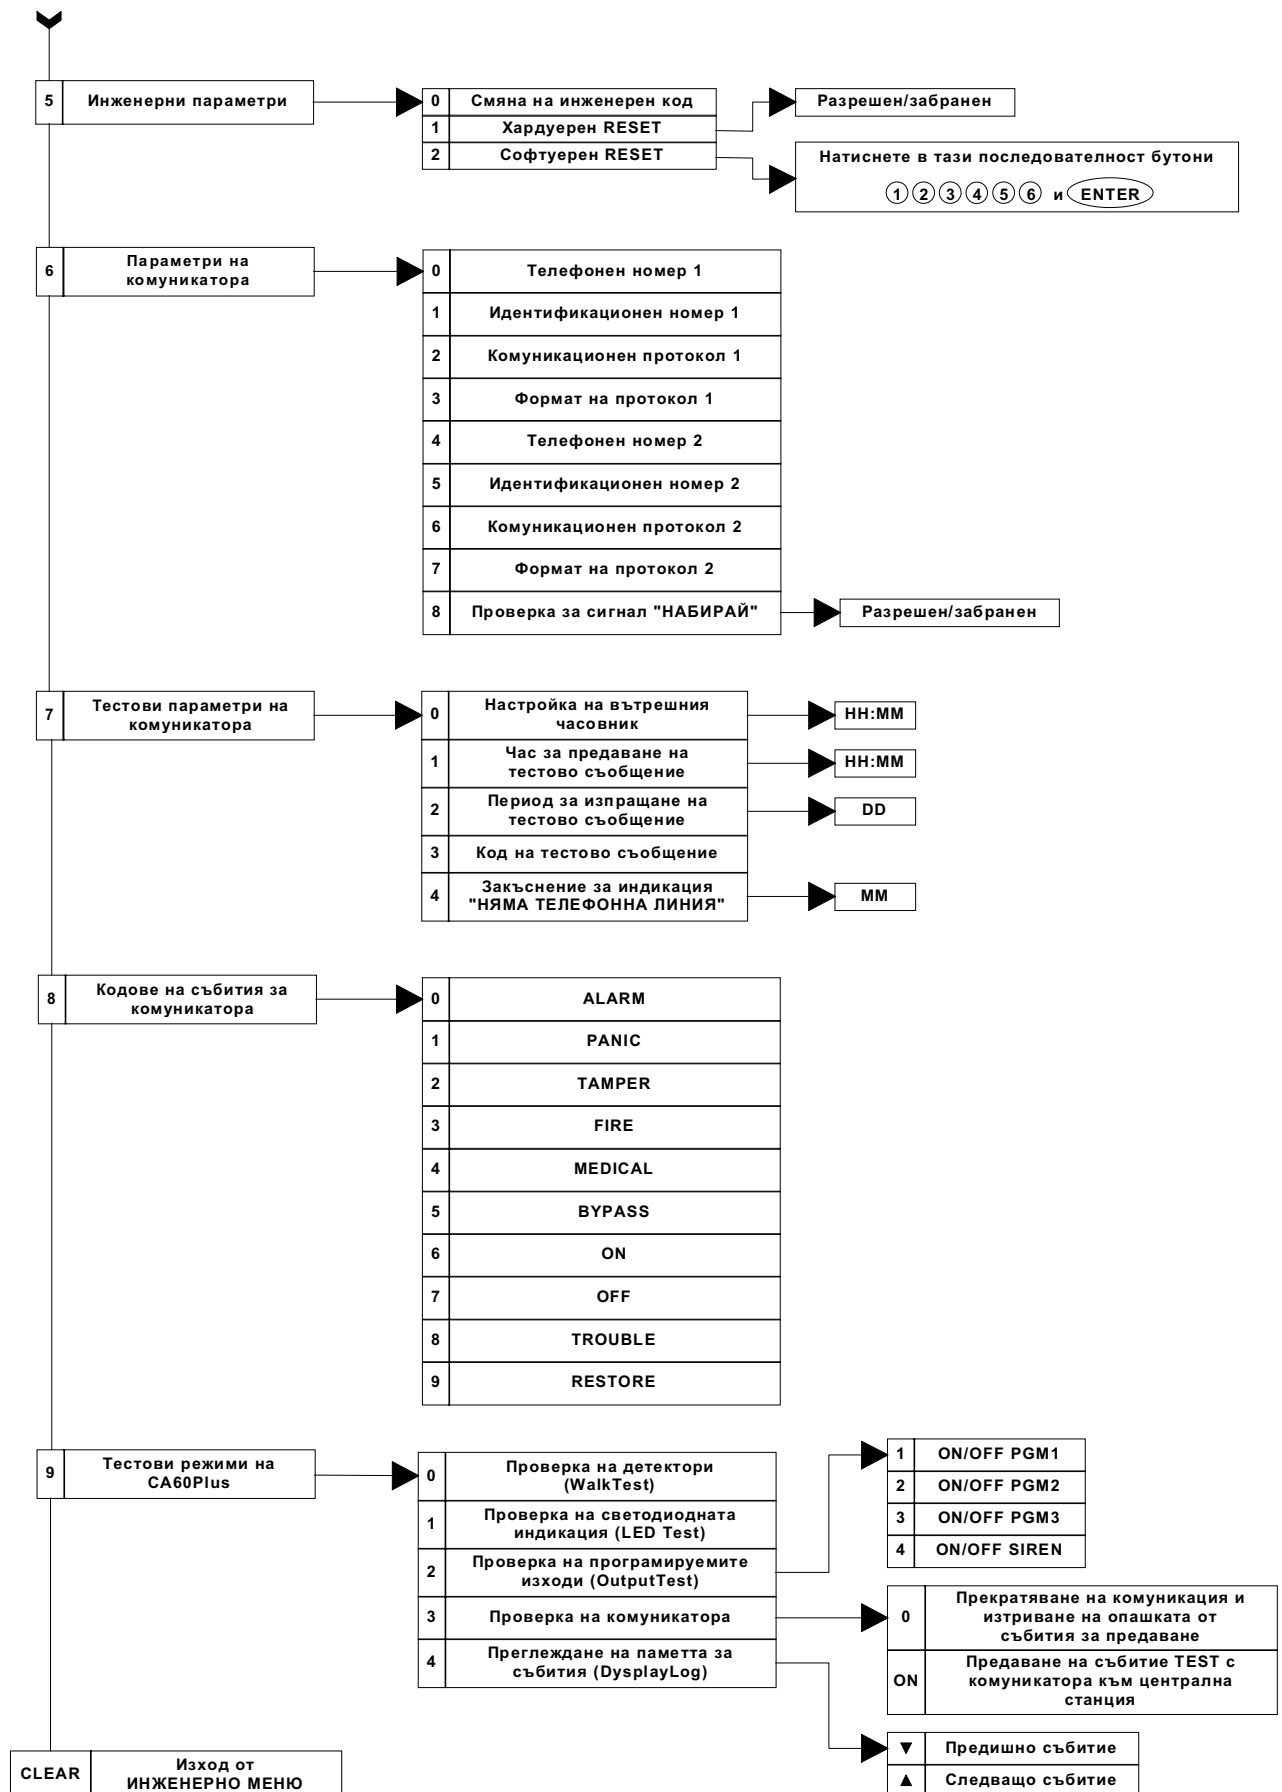 5 Инженерни параметри
0 Смяна на инженерен код
1 Хардуерен RESET
2 Софтуерен RESET
Разрешен/забранен
Натиснете в тази последователност бутони
1 2 3 4 5 6 и ENTER
6 Параметри на
комуникатора
0 Телефонен номер 1
1 Идентификационен номер 1
2 Комуникационен протокол 1
3 Формат на протокол 1
4 Телефонен номер 2
5 Идентификационен номер 2
6 Комуникационен протокол 2
7 Формат на протокол 2
8 Проверка за сигнал "НАБИРАЙ"
Разрешен/забранен
7 Тестови параметри на
комуникатора
0 Настройка на вътрешния
часовник
HH:MM
1 Час за предаване на
тестово съобщение
HH:MM
2 Период за изпращане на
тестово съобщение
DD
3 Код на тестово съобщение
4 Закъснение за индикация
"НЯМА ТЕЛЕФОННА ЛИНИЯ"
MM
8 Кодове на събития за
комуникатора
0 ALARM
1 PANIC
2 TAMPER
3 FIRE
4 MEDICAL
5 BYPASS
6 ON
7 OFF
8 TROUBLE
9 RESTORE
9 Тестови режими на
CA60Plus
0 Проверка на детектори
(WalkTest)
1 Проверка на светодиодната
индикация (LED Test)
2 Проверка на програмируемите
изходи (OutputTest)
3 Проверка на комуникатора
4 Преглеждане на паметта за
събития (DysplayLog)
1 ON/OFF PGM1
2 ON/OFF PGM2
3 ON/OFF PGM3
4 ON/OFF SIREN
0 Прекратяване на комуникация и
изтриване на опашката от
събития за предаване
ON Предаване на събитие TEST с
комуникатора към централна
станция
▼ Предишно събитие
▲ Следващо събитие
CLEAR Изход от
ИНЖЕНЕРНО МЕНЮ